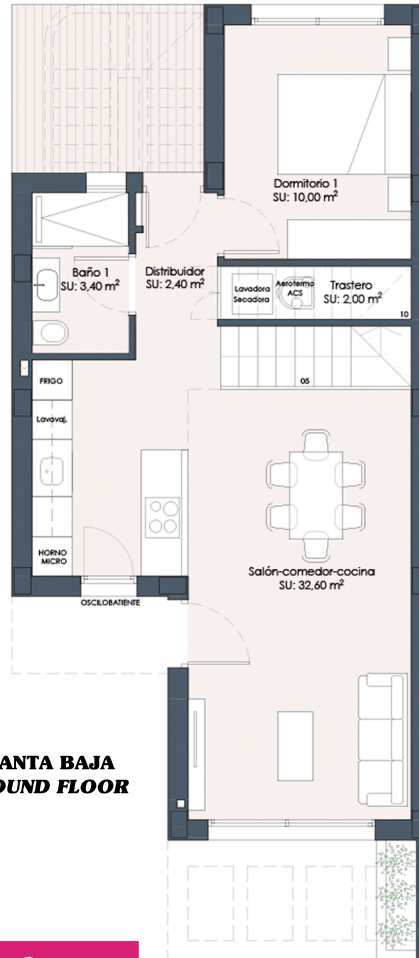 Dormitorio 1
SU: 10,00 m²
Baño 1
SU: 3,40 m²
Distribuidor
SU: 2,40 m²
Lavadora
Secadora
Aerotermo
ACS
Trastero
SU: 2,00 m²
10
05
FRIGO
Lavavaj.
HORNO
MICRO
OSCILOBATIENTE
Salón-comedor-cocina
SU: 32,60 m²
ANTA BAJA
OUND FLOOR